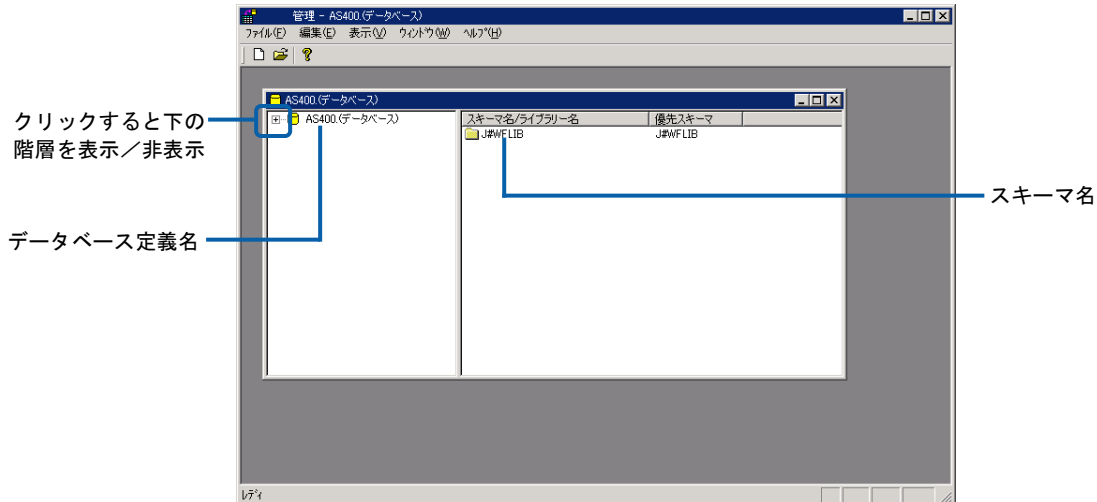 管理 - AS400.(データベース)
ファイル(F) 編集(E) 表示(V) ウィンドウ(W) ヘルプ(H)
AS400.(データベース)
クリックすると下の
階層を表示／非表示
AS400.(データベース)
スキーマ名/ライブラリー名 優先スキーマ
J#WFLIB J#WFLIB
スキーマ名
データベース定義名
レディ